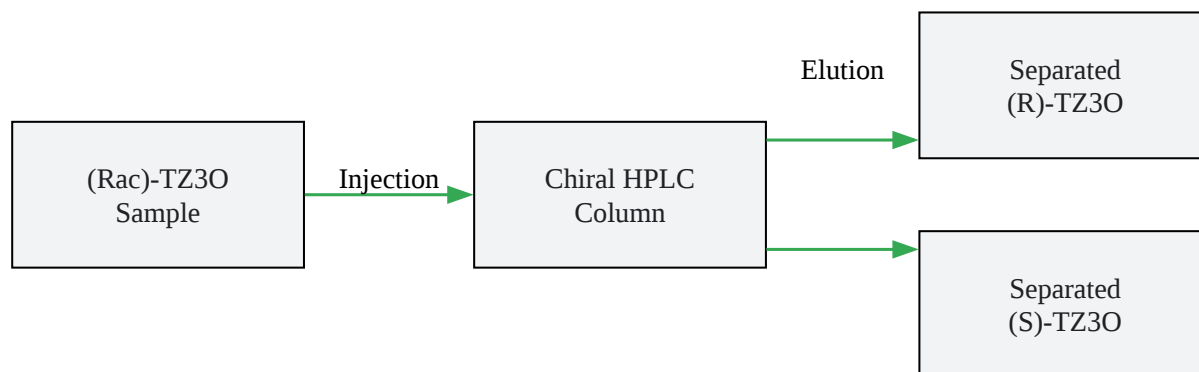 (Rac)-TZ3O
Sample
Injection
Chiral HPLC
Column
Elution
Separated
(R)-TZ3O
Separated
(S)-TZ3O